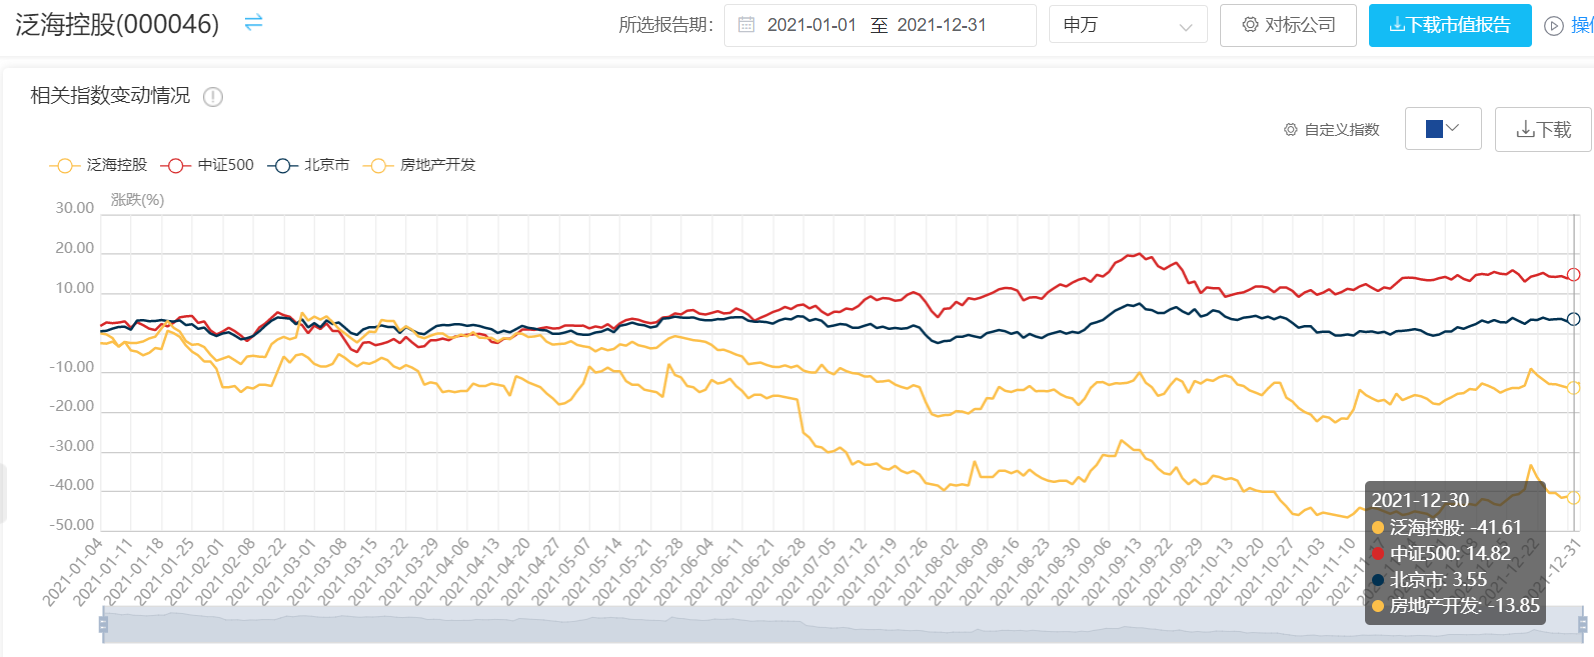 泛海控股(000046)
所选报告期: 2021-01-01 至 2021-12-31 申万 对标公司 下载市值报告
相关指数变动情况
自定义指数 下载
泛海控股 中证500 北京市 房地产开发
涨跌(%)
30.00
20.00
10.00
-10.00
-20.00
-30.00
-40.00
-50.00
2021-01-04 2021-01-11 2021-01-18 2021-01-25 2021-02-01 2021-02-08 2021-02-22 2021-03-01 2021-03-08 2021-03-15 2021-03-22 2021-03-29 2021-04-06 2021-04-13 2021-04-20 2021-04-27 2021-05-07 2021-05-14 2021-05-21 2021-05-28 2021-06-04 2021-06-11 2021-06-21 2021-06-28 2021-07-05 2021-07-12 2021-07-19 2021-07-26 2021-08-02 2021-08-09 2021-08-16 2021-08-23 2021-08-30 2021-09-06 2021-09-13 2021-09-22 2021-09-29 2021-10-13 2021-10-20 2021-10-27 2021-11-03 2021-11-10 2021-12-22 2021-12-31
2021-12-30
泛海控股: -41.61
中证500: 14.82
北京市: 3.55
房地产开发: -13.85